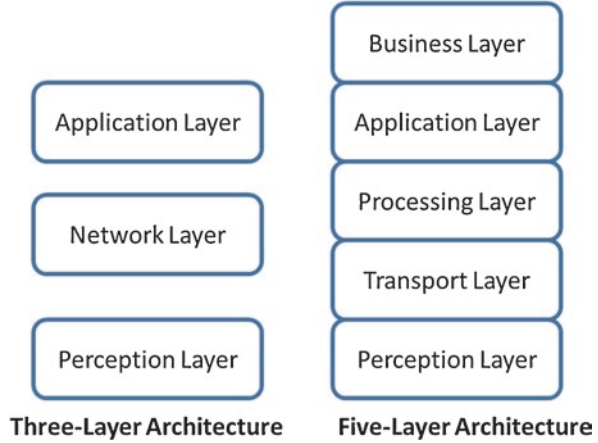 Application Layer
Network Layer
Perception Layer
Three-Layer Architecture
Business Layer
Application Layer
Processing Layer
Transport Layer
Perception Layer
Five-Layer Architecture